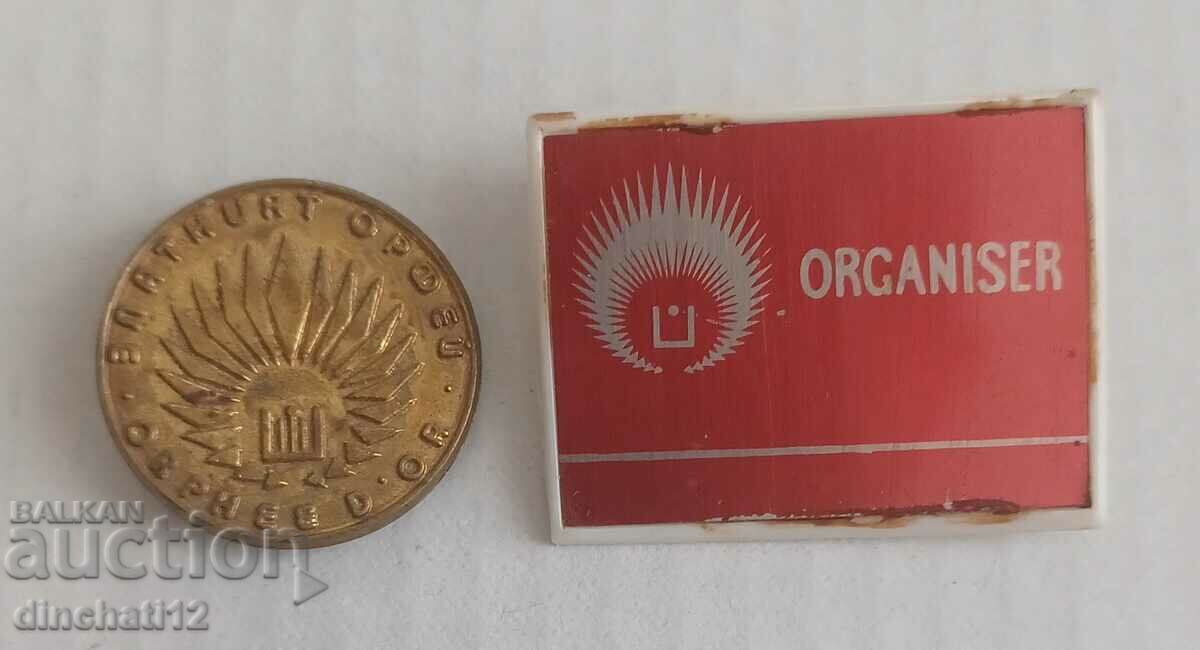 ЗЛАТНИЯТ ОРФЕЙ · ORPHEE D.OR ·
ORGANISER
BALKAN
auction
dinchati12